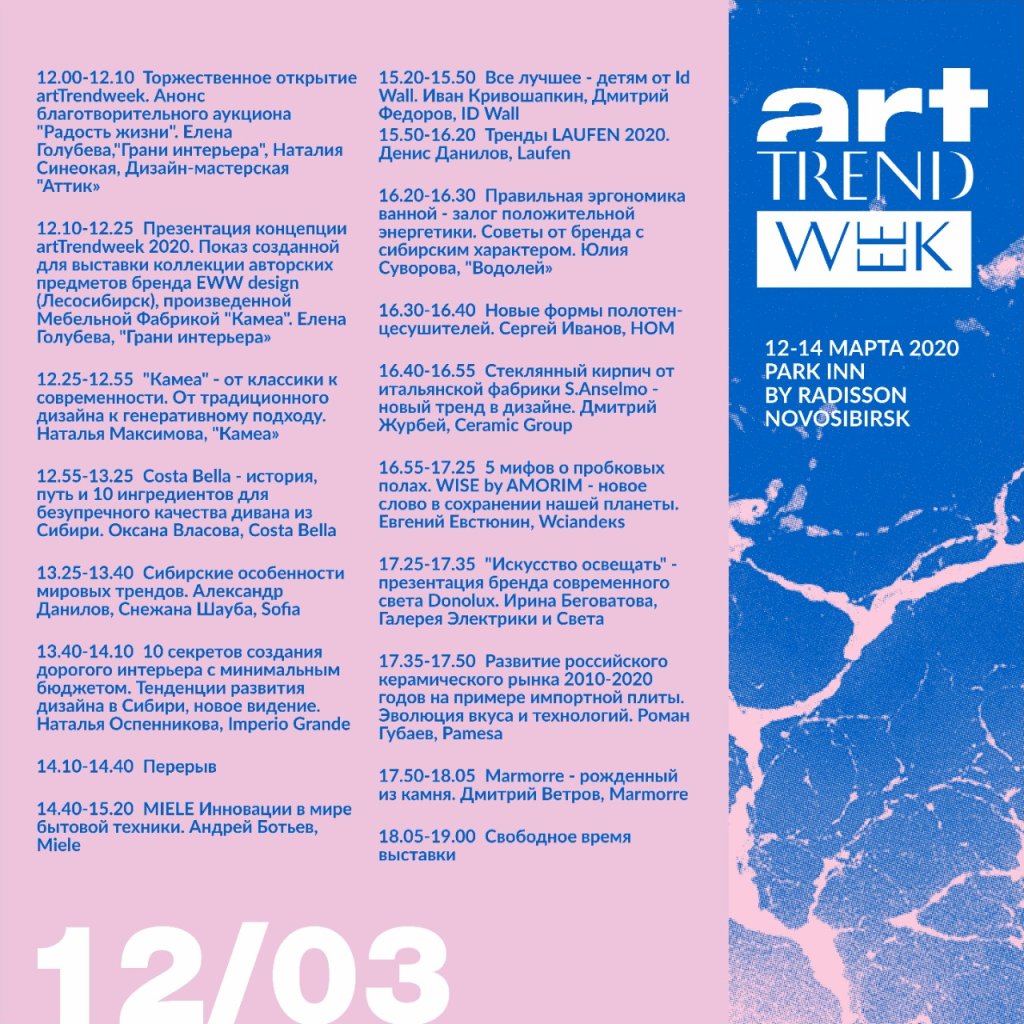 12.00-12.10 Торжественное открытие
artTrendweek. Анонс
благотворительного аукциона
"Радость жизни". Елена
Голубева,"Грани интерьера", Наталия
Синеокая, Дизайн-мастерская
"Аттик»
12.10-12.25 Презентация концепции
artTrendweek 2020. Показ созданной
для выставки коллекции авторских
предметов бренда EWW design
(Лесосибирск), произведенной
Мебельной Фабрикой "Камеа". Елена
Голубева, "Грани интерьера»
12.25-12.55 "Камеа" - от классики к
современности. От традиционного
дизайна к генеративному подходу.
Наталья Максимова, "Камеа»
12.55-13.25 Costa Bella - история,
путь и 10 ингредиентов для
безупречного качества дивана из
Сибири. Оксана Власова, Costa Bella
13.25-13.40 Сибирские особенности
мировых трендов. Александр
Данилов, Снежана Шауба, Sofia
13.40-14.10 10 секретов создания
дорогого интерьера с минимальным
бюджетом. Тенденции развития
дизайна в Сибири, новое видение.
Наталья Оспенникова, Imperio Grande
14.10-14.40 Перерыв
14.40-15.20 MIELE Инновации в мире
бытовой техники. Андрей Ботьев,
Miele
15.20-15.50 Все лучшее - детям от Id
Wall. Иван Кривошапкин, Дмитрий
Федоров, ID Wall
15.50-16.20 Тренды LAUFEN 2020.
Денис Данилов, Laufen
16.20-16.30 Правильная эргономика
ванной - залог положительной
энергетики. Советы от бренда с
сибирским характером. Юлия
Суворова, "Водолей»
16.30-16.40 Новые формы полотен-
цесушителей. Сергей Иванов, НОМ
16.40-16.55 Стеклянный кирпич от
итальянской фабрики S.Anselmo -
новый тренд в дизайне. Дмитрий
Журбей, Ceramic Group
16.55-17.25 5 мифов о пробковых
полах. WISE by AMORIM - новое
слово в сохранении нашей планеты.
Евгений Евстюнин, Wciandeks
17.25-17.35 "Искусство освещать" -
презентация бренда современного
света Donolux. Ирина Беговатова,
Галерея Электрики и Света
17.35-17.50 Развитие российского
керамического рынка 2010-2020
годов на примере импортной плиты.
Эволюция вкуса и технологий. Роман
Губаев, Pamesa
17.50-18.05 Marmorre - рожденный
из камня. Дмитрий Ветров, Marmorre
18.05-19.00 Свободное время
выставки
12/03
art
TREND
WEEK
12-14 МАРТА 2020
PARK INN
BY RADISSON
NOVOSIBIRSK